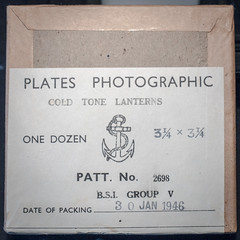 PLATES PHOTOGRAPHIC
COLD TONE LANTERNS
ONE DOZEN
3¼ × 3¼
PATT. No. 2698
B.S.I. GROUP V
DATE OF PACKING 30 JAN 1946